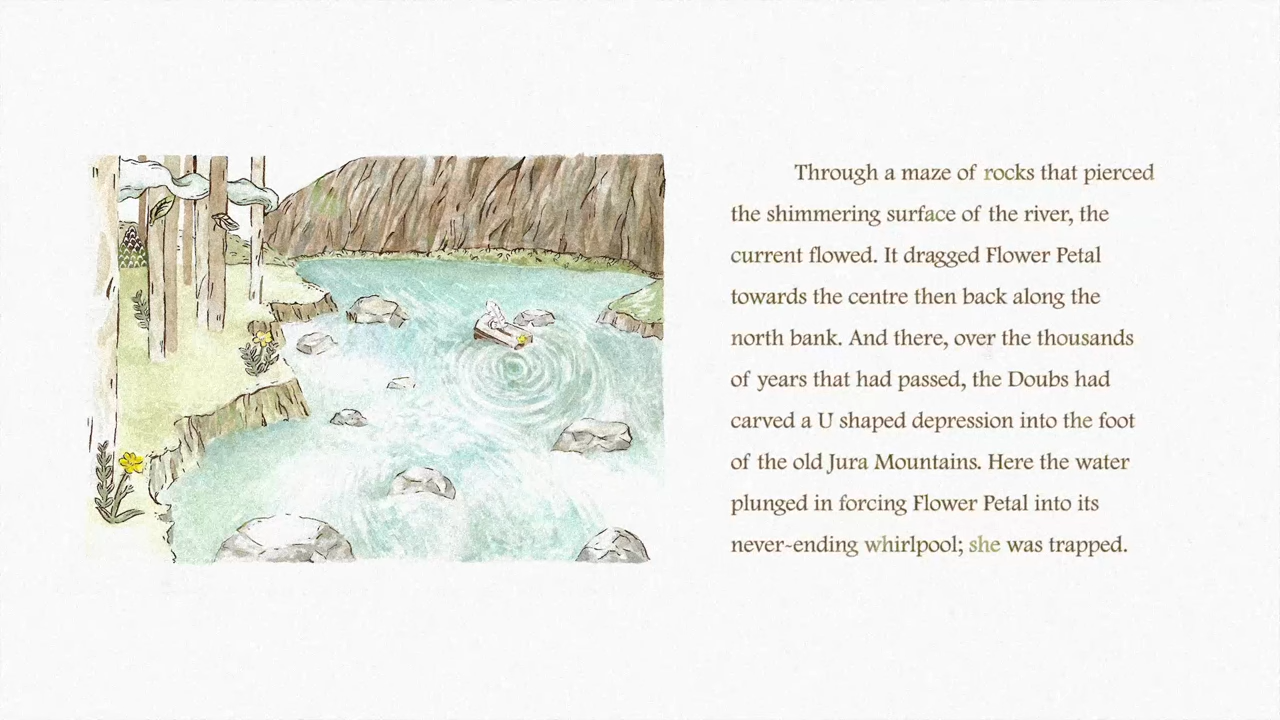 Through a maze of rocks that pierced
the shimmering surface of the river, the
current flowed. It dragged Flower Petal
towards the centre then back along the
north bank. And there, over the thousands
of years that had passed, the Doubs had
carved a U shaped depression into the foot
of the old Jura Mountains. Here the water
plunged in forcing Flower Petal into its
never-ending whirlpool; she was trapped.